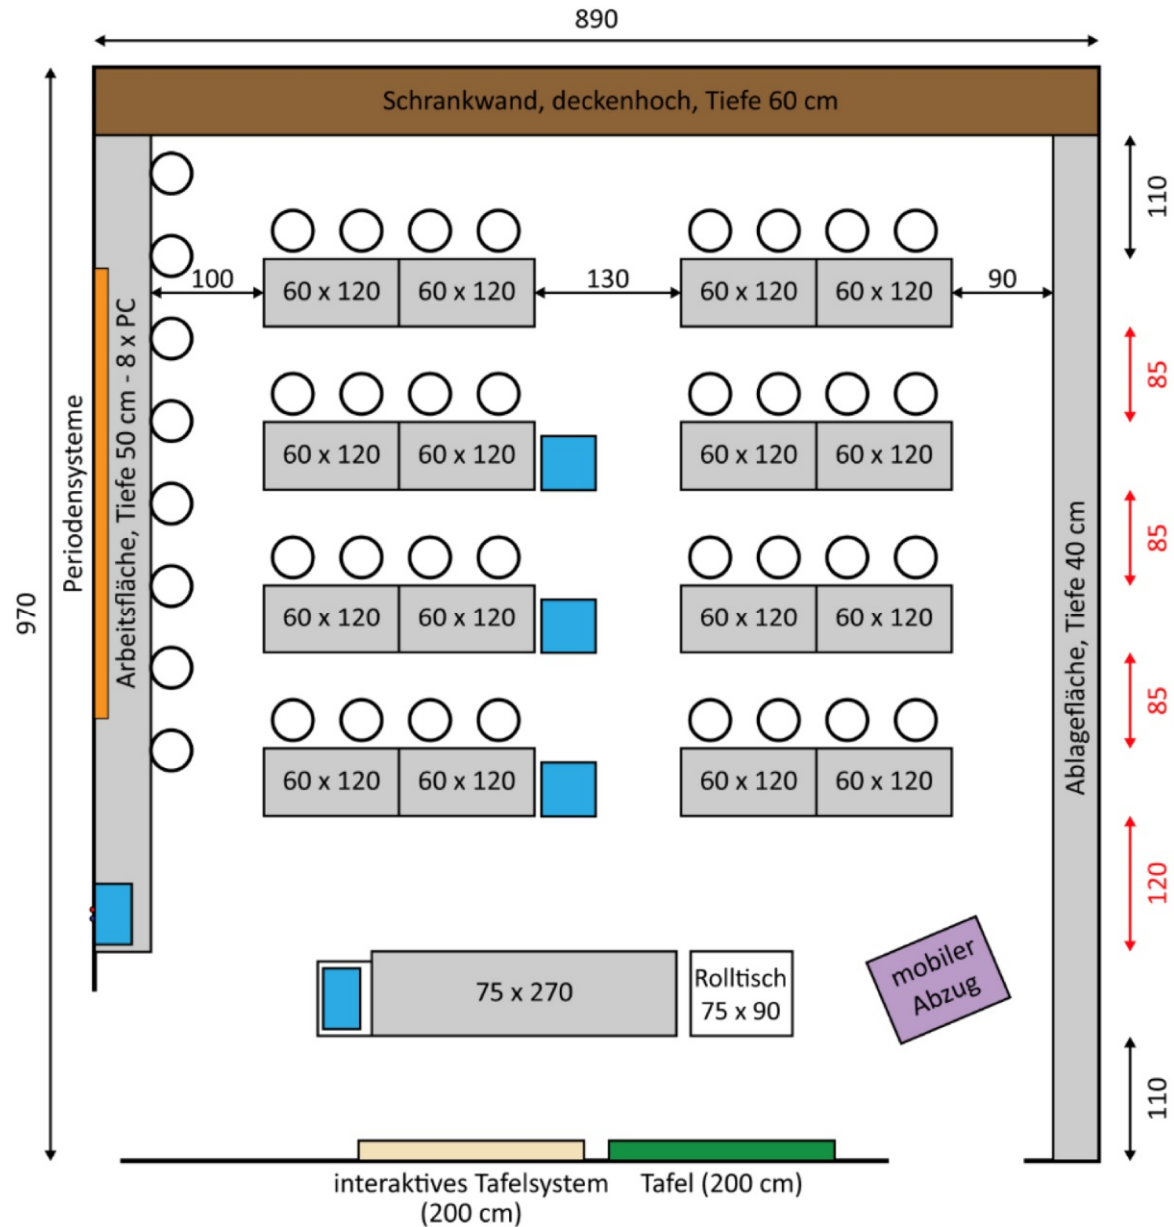 890
Schrankwand, deckenhoch, Tiefe 60 cm
970
Periodensysteme
Arbeitsfläche, Tiefe 50 cm - 8 x PC
110
100
60 x 120
60 x 120
130
60 x 120
60 x 120
90
85
60 x 120
60 x 120
60 x 120
60 x 120
85
60 x 120
60 x 120
60 x 120
60 x 120
85
60 x 120
60 x 120
60 x 120
60 x 120
Ablagefläche, Tiefe 40 cm
120
75 x 270
Rolltisch
75 x 90
mobiler
Abzug
110
interaktives Tafelsystem
(200 cm)
Tafel (200 cm)